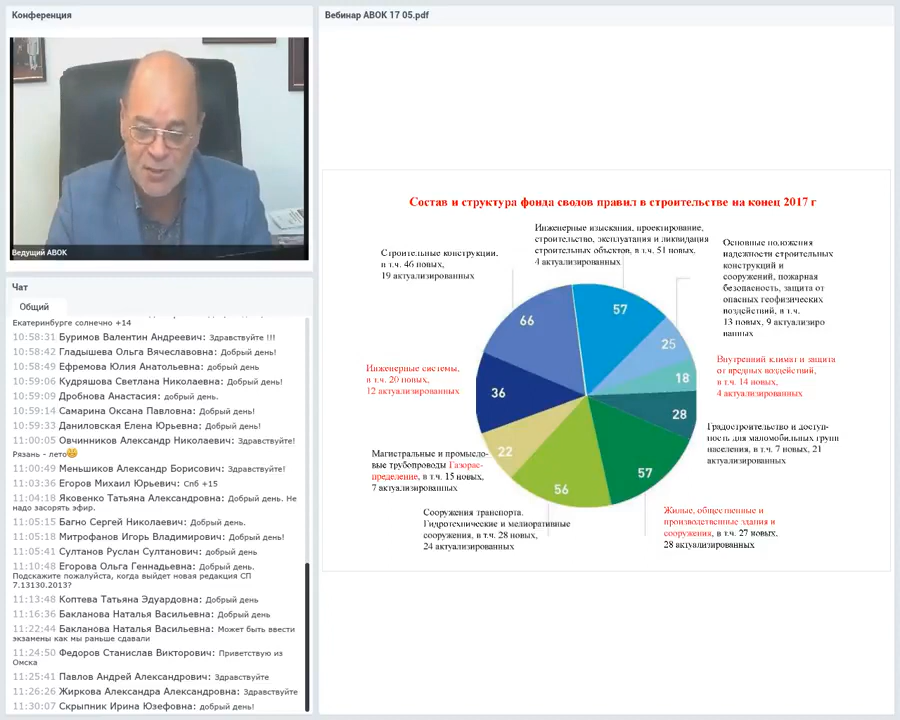 Конференция
Ведущий АВОК
Чат
Общий
Екатеринбурге солнечно +14
10:58:31 Буримов Валентин Андреевич: Здравствуйте !!!
10:58:42 Гладышева Ольга Вячеславовна: Добрый день!
10:58:49 Ефремова Юлия Анатольевна: добрый день
10:59:06 Кудряшова Светлана Николаевна: Добрый день!
10:59:09 Дробнова Анастасия: добрый день.
10:59:14 Самарина Оксана Павловна: Добрый день!
10:59:33 Даниловская Елена Юрьевна: Добрый день!
11:00:05 Овчинников Александр Николаевич: Здравствуйте!
Рязань - лето
11:00:49 Меньшиков Александр Борисович: Здравствуйте!
11:03:36 Егоров Михаил Юрьевич: Спб +15
11:04:18 Яковенко Татьяна Александровна: Добрый день. Не
надо засорять эфир.
11:05:15 Багно Сергей Николаевич: Добрый день.
11:05:18 Митрофанов Игорь Владимирович: Добрый день!
11:05:41 Султанов Руслан Султанович: добрый день
11:10:48 Егорова Ольга Геннадьевна: Добрый день.
Подскажите пожалуйста, когда выйдет новая редакция СП
7.13130.2013?
11:13:48 Коптева Татьяна Эдуардовна: Добрый день
11:16:36 Бакланова Наталья Васильевна: Добрый день
11:22:44 Бакланова Наталья Васильевна: Может быть ввести
экзамены как мы раньше сдавали
11:24:50 Федоров Станислав Викторович: Приветствую из
Омска
11:25:41 Павлов Андрей Александрович: Здравствуйте
11:26:26 Жиркова Александра Александровна: Здравствуйте
11:30:07 Скрыпник Ирина Юзефовна: добрый день!
Вебинар АВОК 17 05.pdf
Состав и структура фонда сводов правил в строительстве на конец 2017 г
Строительные конструкции.
в т.ч. 46 новых,
19 актуализированных
Инженерные изыскания, проектирование,
строительство, эксплуатация и ликвидация
строительных объектов, в т.ч. 51 новых.
4 актуализированных
Основные положения
надежности строительных
конструкций и
сооружений, пожарная
безопасность, защита от
опасных геофизических
воздействий, в т.ч.
13 новых, 9 актуализиро
ванных
Инженерные системы,
в т.ч. 20 новых,
12 актуализированных
Внутренний климат и защита
от вредных воздействий,
в т.ч. 14 новых,
4 актуализированных
Градостроительство и доступ-
ность для маломобильных групп
населения, в т.ч. 7 новых, 21
актуализированных
Магистральные и промысло-
вые трубопроводы Газорас-
пределение, в т.ч. 15 новых,
7 актуализированных
Сооружения транспорта.
Гидротехнические и мелиоративные
сооружения, в т.ч. 28 новых,
24 актуализированных
Жилые, общественные и
производственные здания и
сооружения, в т.ч. 27 новых,
28 актуализированных
66
57
25
18
28
57
56
22
36